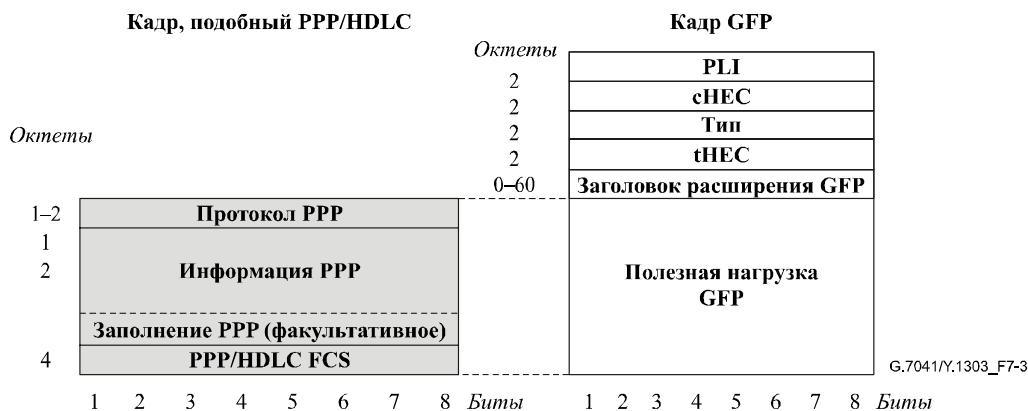 Кадр, подобный PPP/HDLC
Кадр GFP
Октеты
PLI
2
cHEC
2
Тип
2
tHEC
2
Заголовок расширения GFP
0–60
Октеты
Протокол PPP
1–2
1
2
Информация PPP
Заполнение PPP (факультативное)
PPP/HDLC FCS
4
Полезная нагрузка
GFP
G.7041/Y.1303_F7-3
1 2 3 4 5 6 7 8 Биты
1 2 3 4 5 6 7 8 Биты